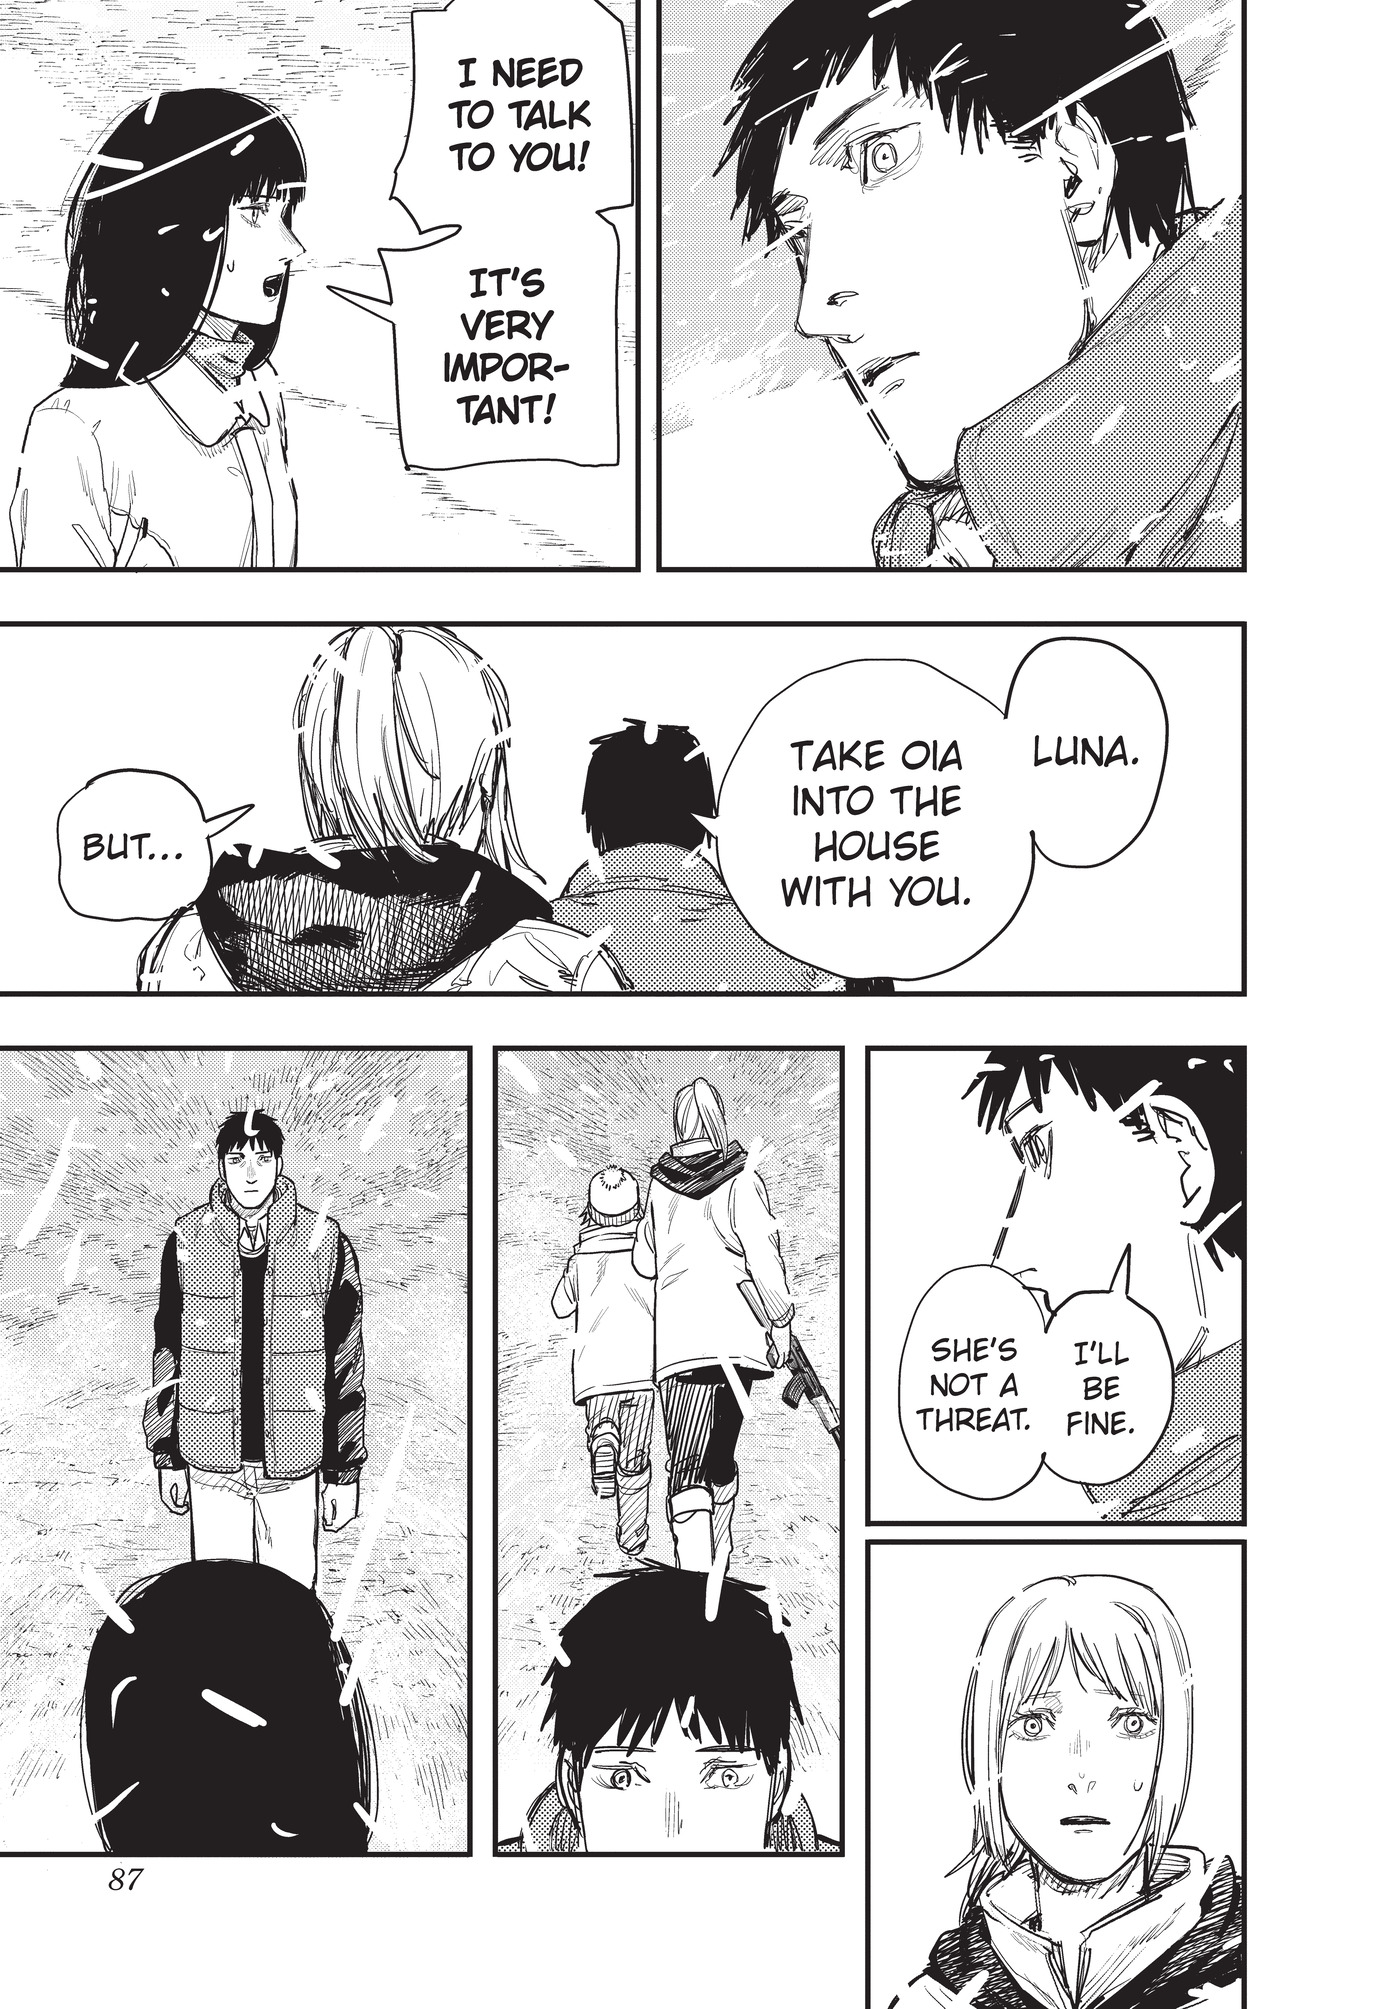 I NEED
TO TALK
TO YOU!
IT'S
VERY
IMPOR-
TANT!
LUNA.
TAKE OIA
INTO THE
HOUSE
WITH YOU.
BUT...
I'LL
BE
FINE.
SHE'S
NOT A
THREAT.
87